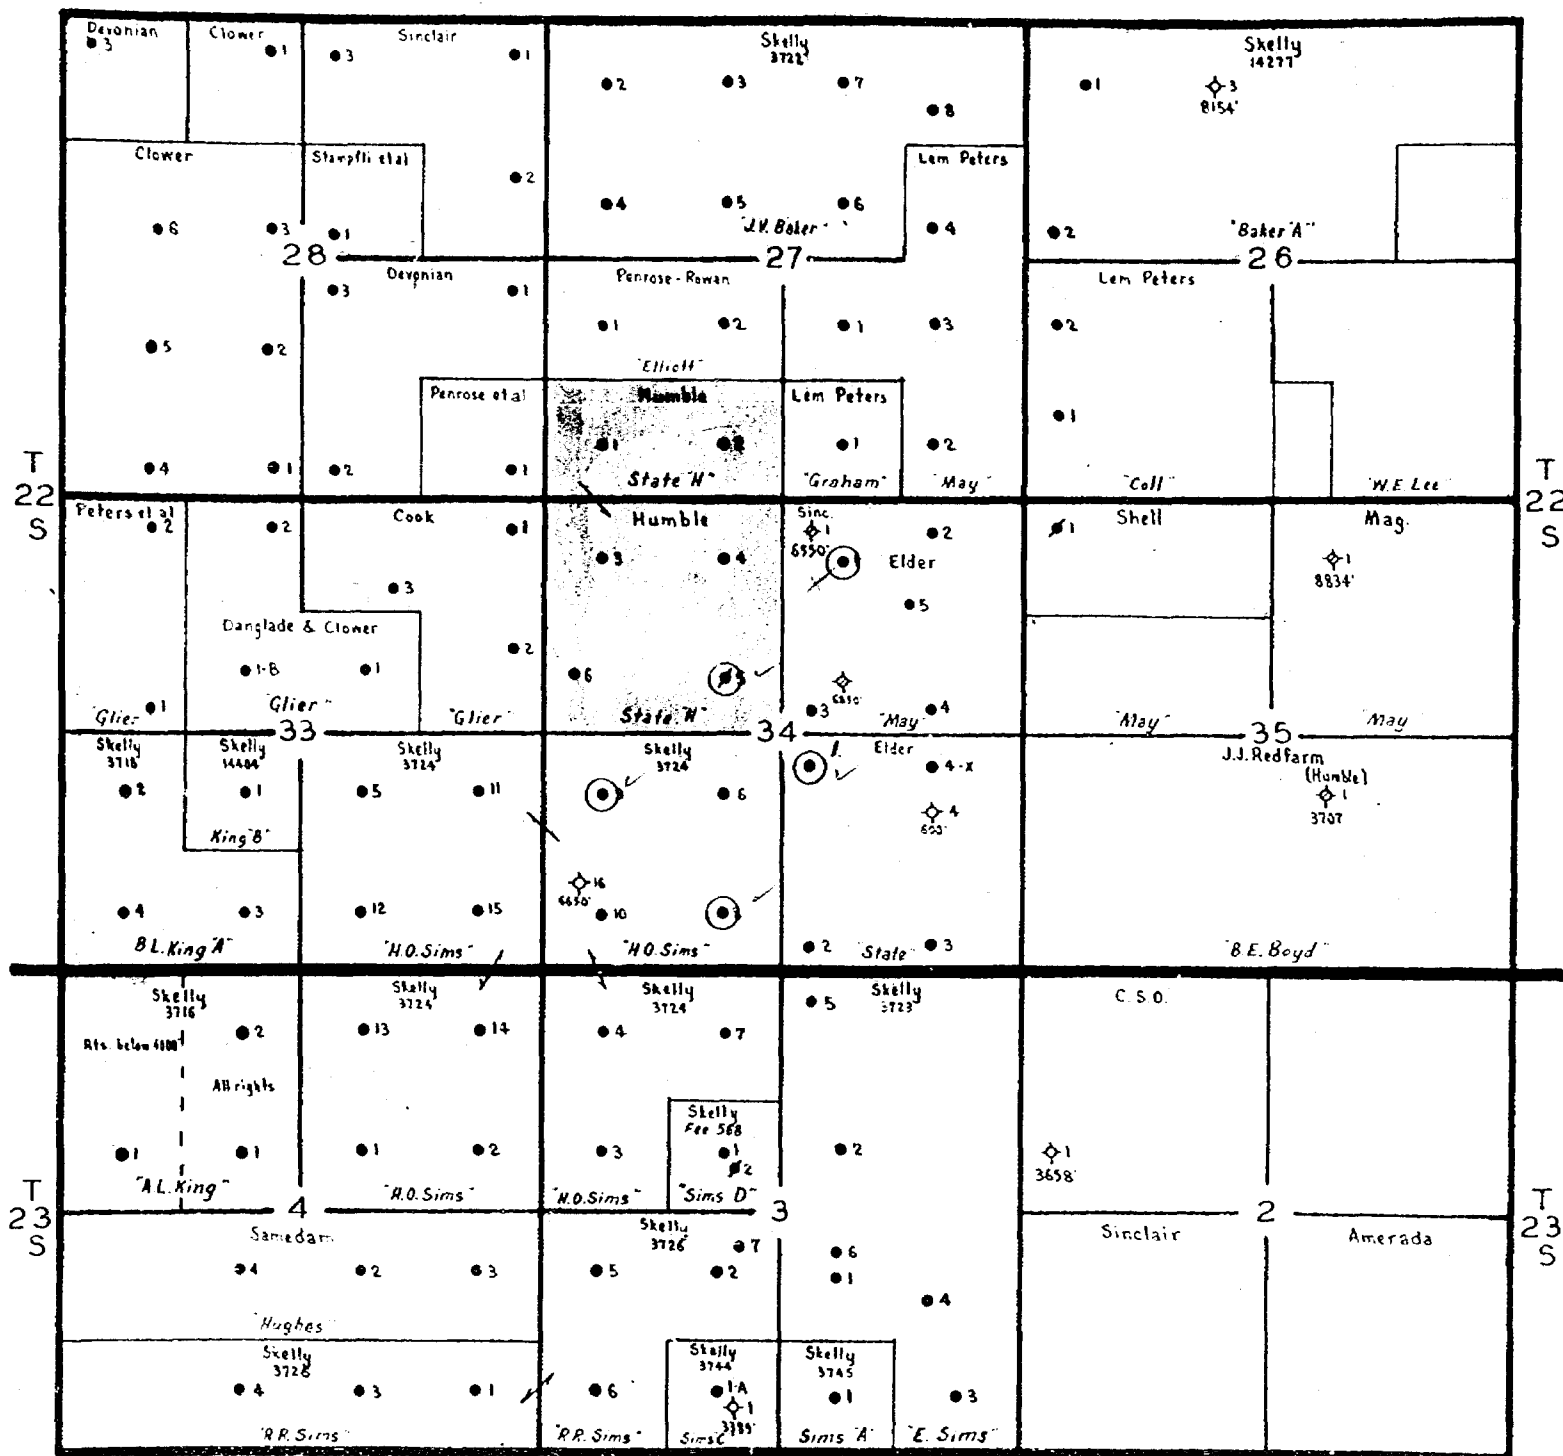 Devonian
3
Clower
1
3
Sinclair
1
Skelly
3722'
2
3
7
8
Skelly
14277
1
3
8154'
Clower
Stampfli et al
2
Lem Peters
6
3
1
4
5
6
"J.V. Baker"
4
2
"Baker "A"
28
27
26
Devonian
3
1
Penrose-Rowan
Lem Peters
1
2
1
3
2
5
2
"Elliott"
Penrose et al
Humble
Lem Peters
1
1
2
1
2
4
1
2
1
State "H"
"Graham"
"May"
"Coll"
"W.E. Lee"
T
22
S
T
22
S
Peters et al
2
2
Cook
1
Humble
3
4
Sinc.
1
6550'
Elder
2
Shell
1
Mag.
1
8834'
3
5
Danglade & Clower
1-B
1
2
6
5
1
3
4
"Glier"
"Glier"
State "H"
"May"
"May"
May
33
34
35
Skelly
3718
Skelly
14484
Skelly
3724
Skelly
3724
Elder
J.J. Redfarm
(Humble)
1
3707
2
1
5
11
6
4-X
4
King "B"
16
6650'
4
3
12
15
10
2
3
B.L. King "A"
"H.O. Sims"
"H.O. Sims"
"State"
"B.E. Boyd"
Skelly
3716
Skelly
3724
Skelly
3724
Skelly
3723
C.S.O.
5
Rts. below 4100'
2
13
14
4
7
All rights
Skelly
Fee 568
1
1
1
2
3
1
2
2
1
3658'
"A.L. King"
"H.O. Sims"
"H.O. Sims"
"Sims D"
T
23
S
T
23
S
4
3
2
Samedam
Skelly
3726
Sinclair
Amerada
7
6
4
2
3
5
2
1
4
"Hughes"
Skelly
3726
Skelly
3744
Skelly
3745
4
3
1
6
1-A
1
3789'
1
3
"R.R. Sims"
"R.R. Sims"
Sims "C"
Sims "A"
"E. Sims"